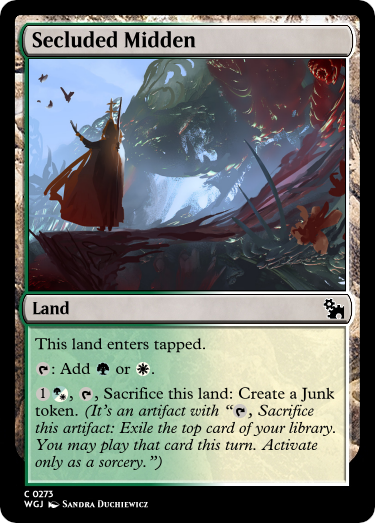 Secluded Midden
Land
This land enters tapped.
: Add or .
1 , , Sacrifice this land: Create a Junk
token. (It's an artifact with “ , Sacrifice
this artifact: Exile the top card of your library.
You may play that card this turn. Activate
only as a sorcery.”)
C 0273
WGJ Sandra Duchiewicz